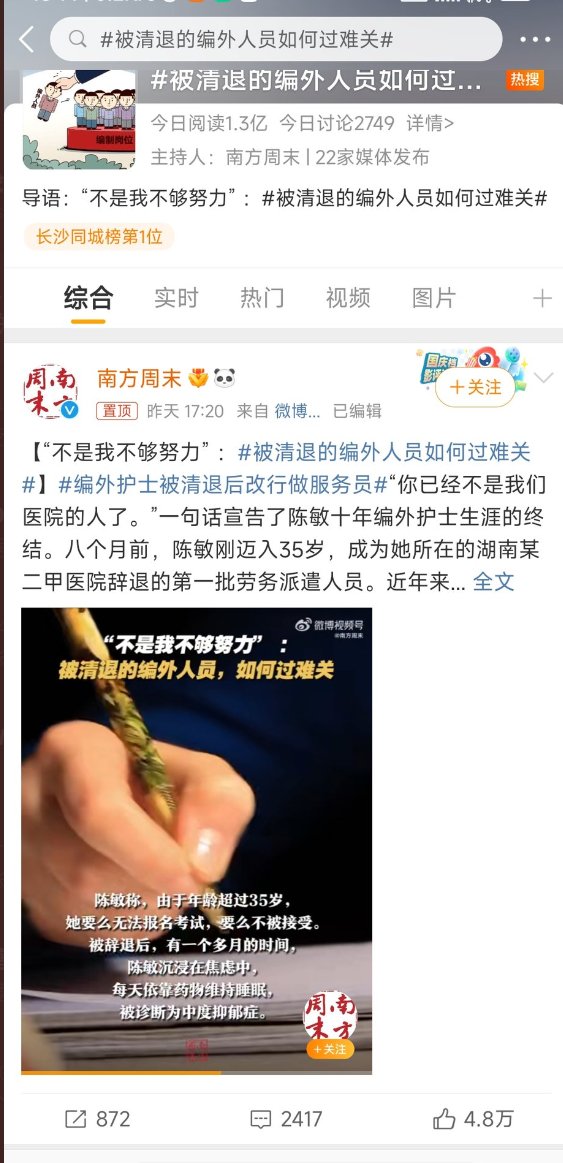 #被清退的编外人员如何过难关#
#被清退的编外人员如何过... 热搜
编制岗位
今日阅读1.3亿 今日讨论2749 详情>
主持人：南方周末 | 22家媒体发布
导语：“不是我不够努力”：#被清退的编外人员如何过难关#
长沙同城榜第1位
综合 实时 热门 视频 图片
南方周末
南方周末
＋关注
置顶 昨天 17:20 来自 微博... 已编辑
【“不是我不够努力”：#被清退的编外人员如何过难关
#】#编外护士被清退后改行做服务员#“你已经不是我们
医院的人了。”一句话宣告了陈敏十年编外护士生涯的终
结。八个月前，陈敏刚迈入35岁，成为她所在的湖南某
二甲医院辞退的第一批劳务派遣人员。近年来... 全文
微博视频号
@南方周末
“不是我不够努力”：
被清退的编外人员，如何过难关
陈敏称，由于年龄超过35岁，
她要么无法报名考试，要么不被接受。
被辞退后，有一个多月的时间，
陈敏沉浸在焦虑中，
每天依靠药物维持睡眠，
被诊断为中度抑郁症。
南方周末
＋关注
872 2417 4.8万